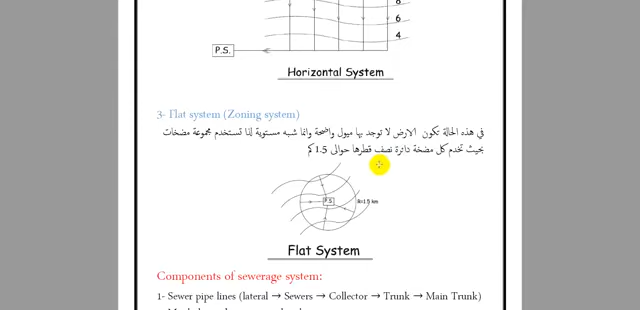 8
6
4
P.S.
Horizontal System
3- Flat system (Zoning system)
في هذه الحالة تكون الارض لا توجد بها ميول واضحة وانما شبه مستوية لذا تستخدم مجموعة مضخات
بحيث تخدم كل مضخة دائرة نصف قطرها حوالى 1.5كم
P.S.
R=1.5 km
Flat System
Components of sewerage system:
1- Sewer pipe lines (lateral → Sewers → Collector → Trunk → Main Trunk)